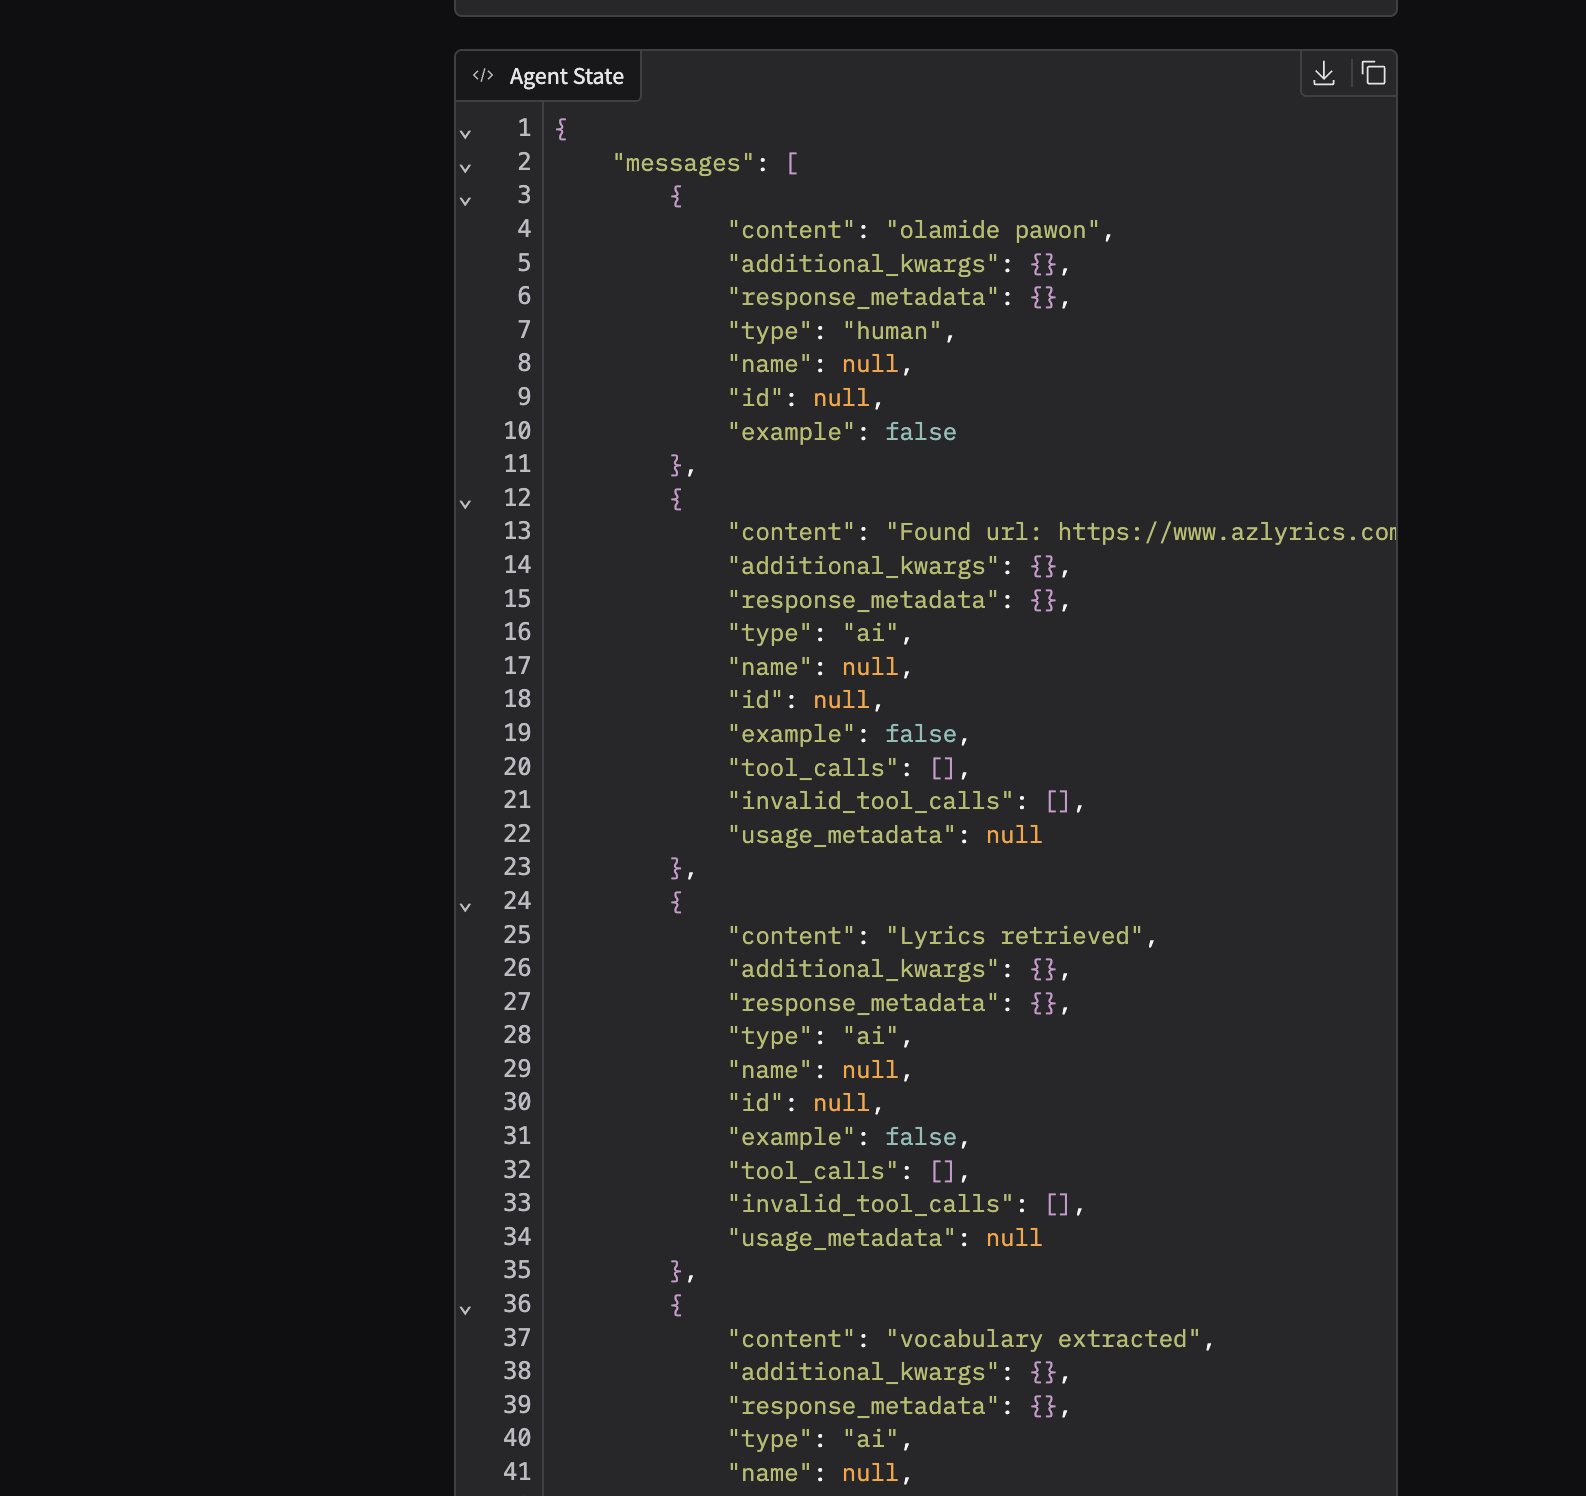 </> Agent State
1 {
2 "messages": [
3 {
4 "content": "olamide pawon",
5 "additional_kwargs": {},
6 "response_metadata": {},
7 "type": "human",
8 "name": null,
9 "id": null,
10 "example": false
11 },
12 {
13 "content": "Found url: https://www.azlyrics.com
14 "additional_kwargs": {},
15 "response_metadata": {},
16 "type": "ai",
17 "name": null,
18 "id": null,
19 "example": false,
20 "tool_calls": [],
21 "invalid_tool_calls": [],
22 "usage_metadata": null
23 },
24 {
25 "content": "Lyrics retrieved",
26 "additional_kwargs": {},
27 "response_metadata": {},
28 "type": "ai",
29 "name": null,
30 "id": null,
31 "example": false,
32 "tool_calls": [],
33 "invalid_tool_calls": [],
34 "usage_metadata": null
35 },
36 {
37 "content": "vocabulary extracted",
38 "additional_kwargs": {},
39 "response_metadata": {},
40 "type": "ai",
41 "name": null,